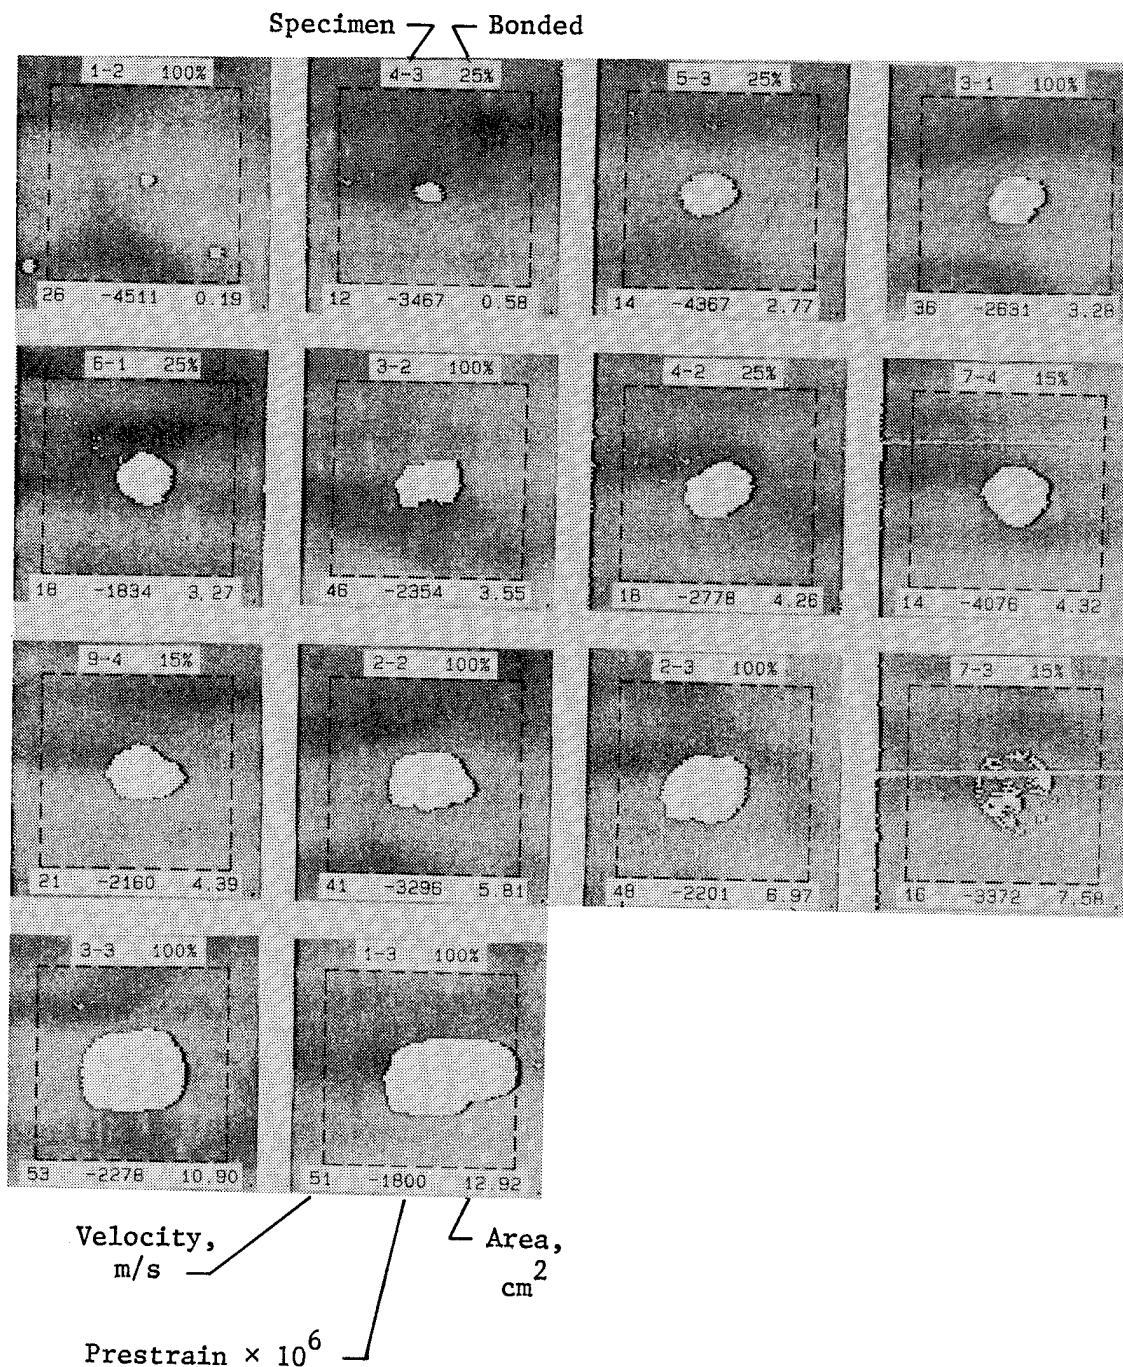 Specimen Bonded
1-2 100%
26 -4511 0.19
4-3 25%
12 -3467 0.58
5-3 25%
14 -4367 2.77
3-1 100%
36 -2631 3.28
6-1 25%
18 -1834 3.27
3-2 100%
46 -2354 3.55
4-2 25%
18 -2778 4.26
7-4 15%
14 -4076 4.32
9-4 15%
21 -2160 4.39
2-2 100%
41 -3296 5.81
2-3 100%
48 -2201 6.97
7-3 15%
16 -3372 7.58
3-3 100%
53 -2278 10.90
1-3 100%
51 -1800 12.92
Velocity,
m/s
Area,
cm²
Prestrain × 10⁶